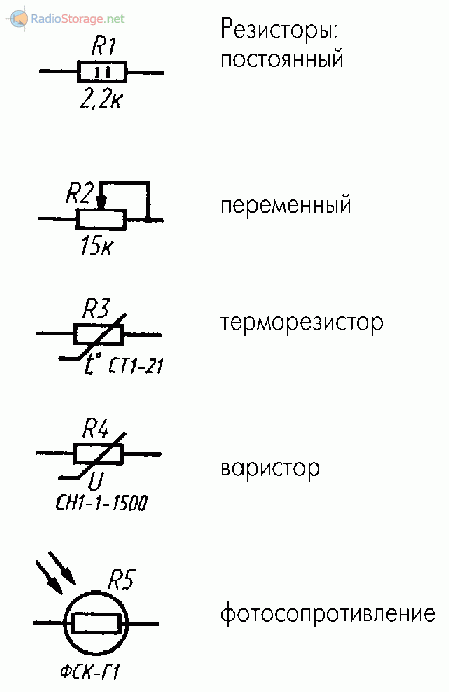 RadioStorage.net
Резисторы:
R1
постоянный
2,2к
R2
переменный
15к
R3
терморезистор
t° СТ1-21
R4
варистор
U
СН1-1-1500
R5
фотосопротивление
ФСК-Г1